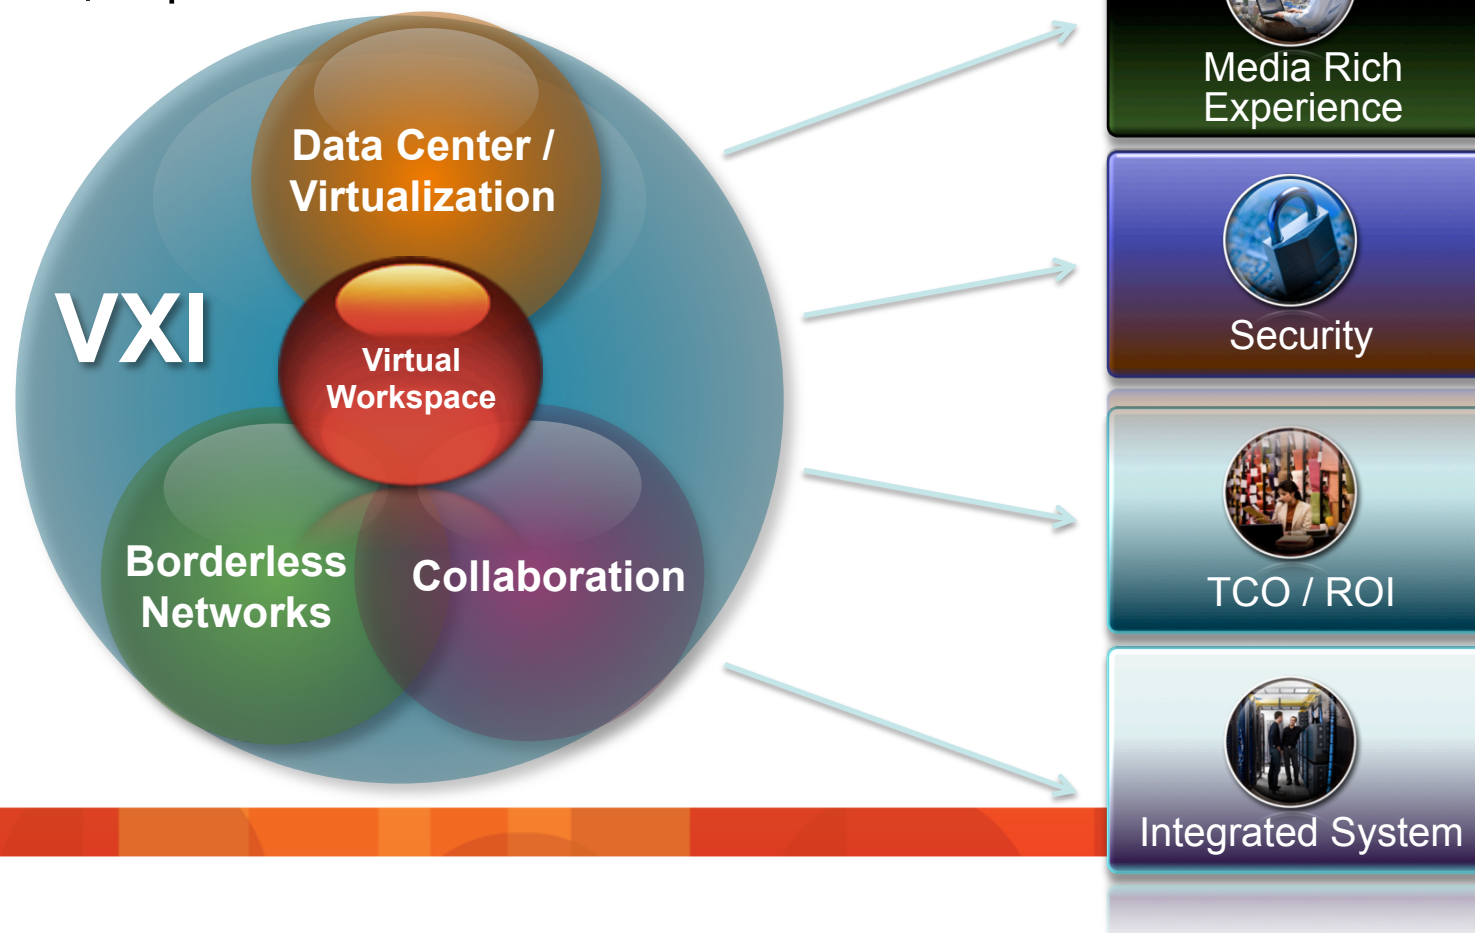 Data Center /
Virtualization
VXI
Virtual
Workspace
Borderless
Networks
Collaboration
Media Rich
Experience
Security
TCO / ROI
Integrated System